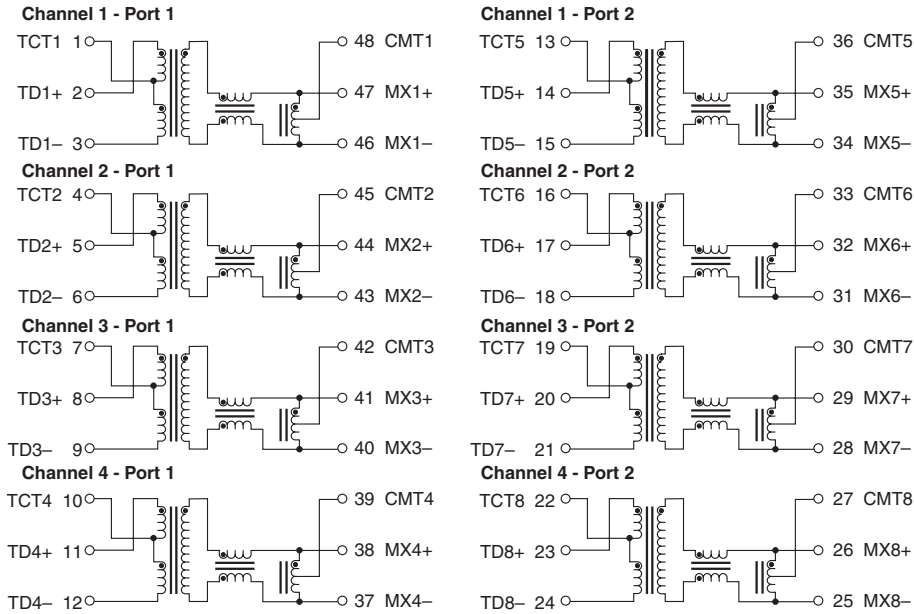 Channel 1 - Port 1
TCT1 1 48 CMT1
TD1+ 2 47 MX1+
TD1– 3 46 MX1–
Channel 2 - Port 1
TCT2 4 45 CMT2
TD2+ 5 44 MX2+
TD2– 6 43 MX2–
Channel 3 - Port 1
TCT3 7 42 CMT3
TD3+ 8 41 MX3+
TD3– 9 40 MX3–
Channel 4 - Port 1
TCT4 10 39 CMT4
TD4+ 11 38 MX4+
TD4– 12 37 MX4–
Channel 1 - Port 2
TCT5 13 36 CMT5
TD5+ 14 35 MX5+
TD5– 15 34 MX5–
Channel 2 - Port 2
TCT6 16 33 CMT6
TD6+ 17 32 MX6+
TD6– 18 31 MX6–
Channel 3 - Port 2
TCT7 19 30 CMT7
TD7+ 20 29 MX7+
TD7– 21 28 MX7–
Channel 4 - Port 2
TCT8 22 27 CMT8
TD8+ 23 26 MX8+
TD8– 24 25 MX8–